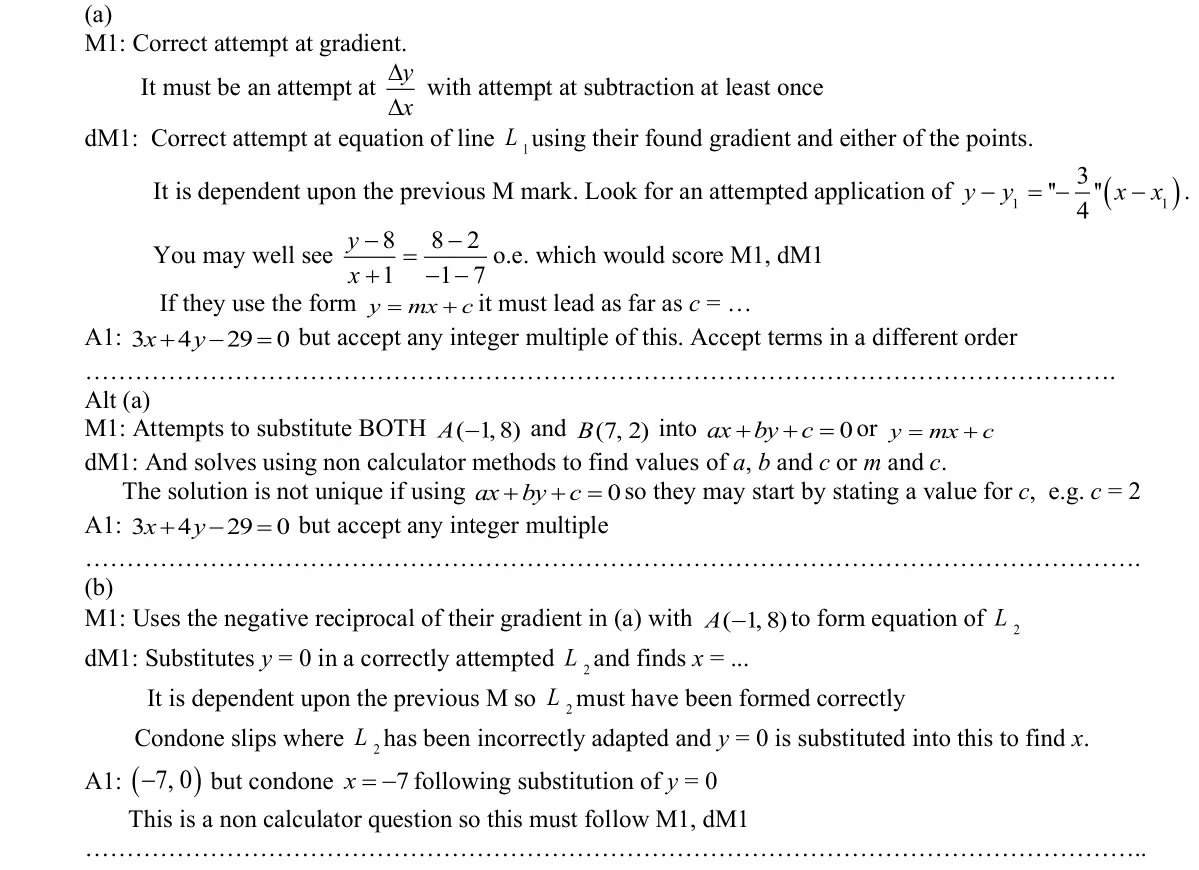 (a)
M1: Correct attempt at gradient.
It must be an attempt at Δy/Δx with attempt at subtraction at least once
dM1: Correct attempt at equation of line L₁ using their found gradient and either of the points.
It is dependent upon the previous M mark. Look for an attempted application of y − y₁ = "−3/4"(x − x₁).
You may well see (y − 8)/(x + 1) = (8 − 2)/(−1 − 7) o.e. which would score M1, dM1
If they use the form y = mx + c it must lead as far as c = …
A1: 3x + 4y − 29 = 0 but accept any integer multiple of this. Accept terms in a different order
……………………………………………………………………………………………………………….
Alt (a)
M1: Attempts to substitute BOTH A(−1, 8) and B(7, 2) into ax + by + c = 0 or y = mx + c
dM1: And solves using non calculator methods to find values of a, b and c or m and c.
The solution is not unique if using ax + by + c = 0 so they may start by stating a value for c, e.g. c = 2
A1: 3x + 4y − 29 = 0 but accept any integer multiple
………………………………………………………………………………………………………………….
(b)
M1: Uses the negative reciprocal of their gradient in (a) with A(−1, 8) to form equation of L₂
dM1: Substitutes y = 0 in a correctly attempted L₂ and finds x = ...
It is dependent upon the previous M so L₂ must have been formed correctly
Condone slips where L₂ has been incorrectly adapted and y = 0 is substituted into this to find x.
A1: (−7, 0) but condone x = −7 following substitution of y = 0
This is a non calculator question so this must follow M1, dM1
…………………………………………………………………………………………………………………..